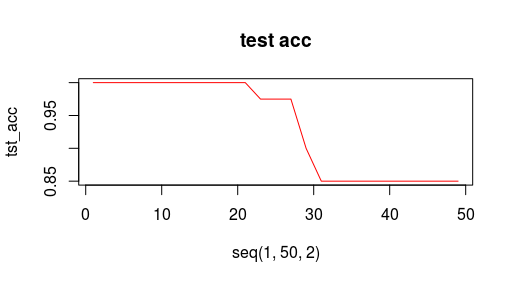 test acc
tst_acc
0.95
0.85
0 10 20 30 40 50
seq(1, 50, 2)